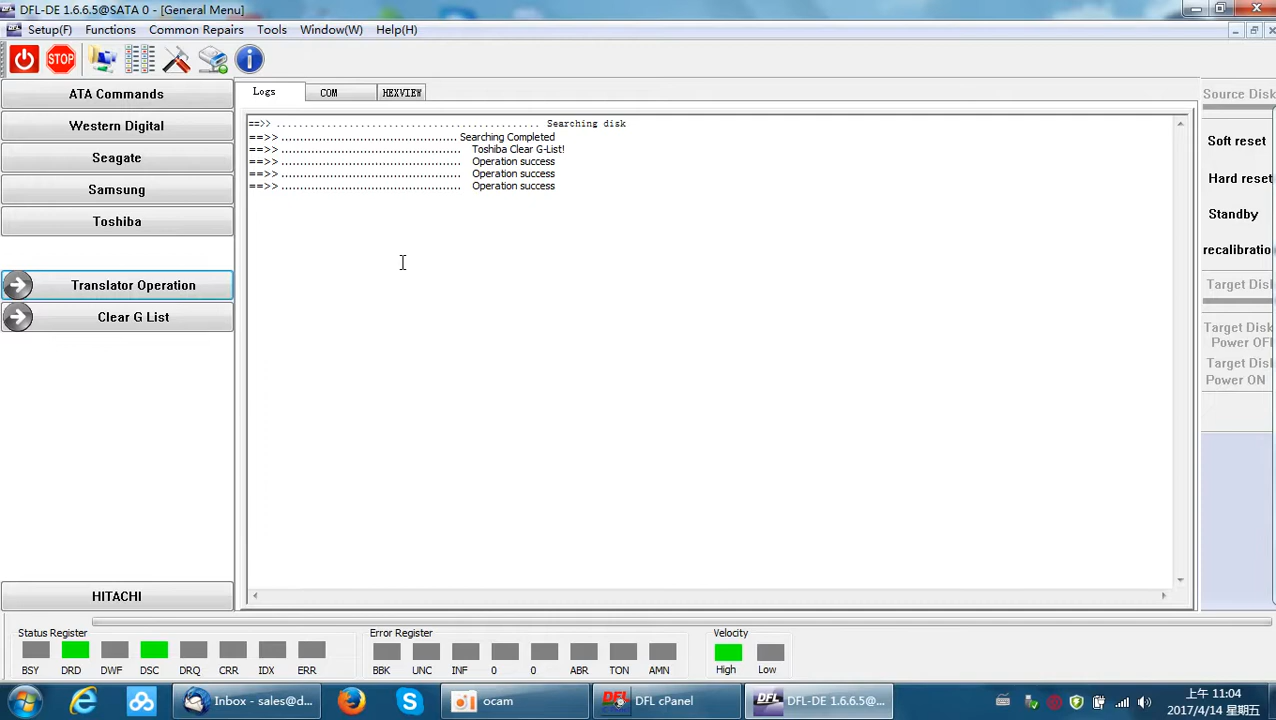 DFL-DE 1.6.6.5@SATA 0 - [General Menu]
Setup(F) Functions Common Repairs Tools Window(W) Help(H)
STOP
ATA Commands
Western Digital
Seagate
Samsung
Toshiba
Translator Operation
Clear G List
HITACHI
Logs COM HEXVIEW
==>> ............................................... Searching disk
==>> ............................................... Searching Completed
==>> ............................................... Toshiba Clear G-List!
==>> ............................................... Operation success
==>> ............................................... Operation success
==>> ............................................... Operation success
Source Disk
Soft reset
Hard reset
Standby
recalibratio
Target Dis
Target Disk
Power OFF
Target Disk
Power ON
Status Register Error Register Velocity
BSY DRD DWF DSC DRQ CRR IDX ERR BBK UNC INF 0 0 ABR TON AMN High Low
Inbox - sales@d... ocam DFL DFL cPanel DFL DFL-DE 1.6.6.5@...
上午 11:04
2017/4/14 星期五